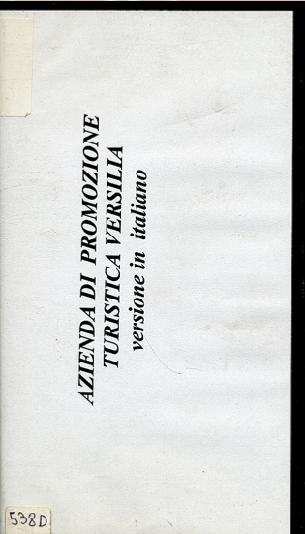 AZIENDA DI PROMOZIONE
TURISTICA VERSILIA
versione in italiano
538D